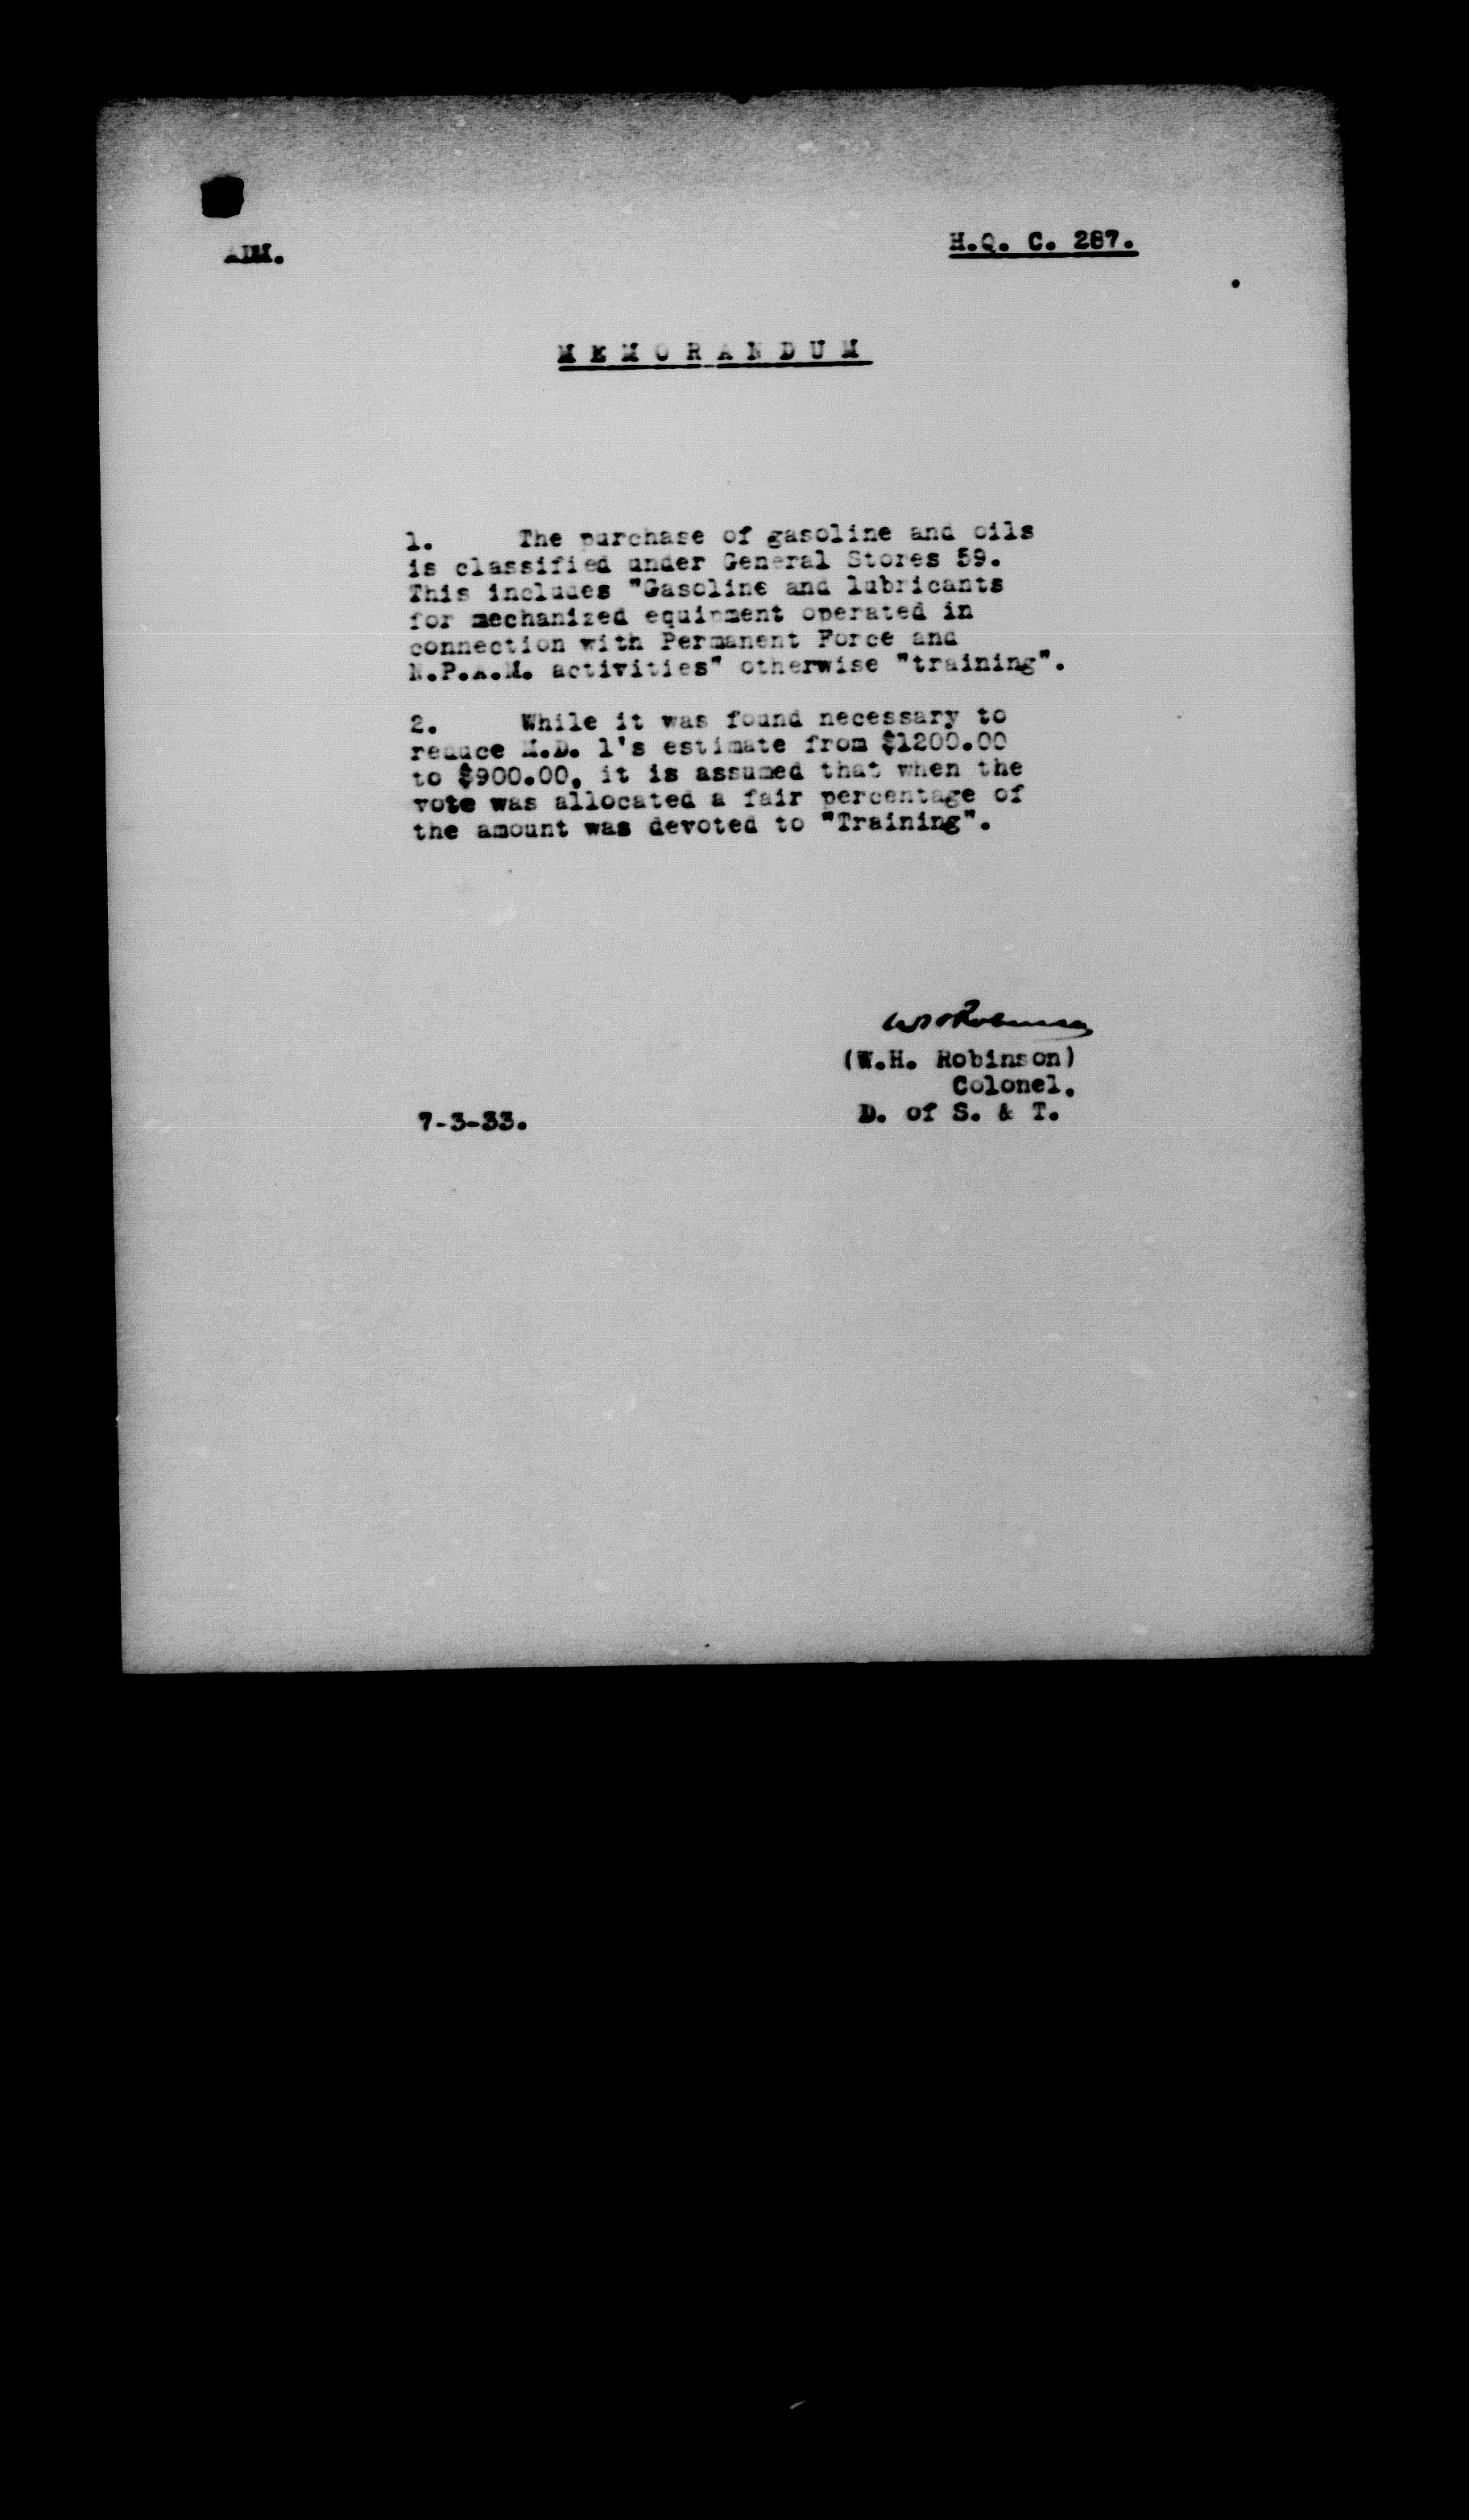 ADM.
H.Q. C. 287.
M E M O R A N D U M
1. The purchase of gasoline and oils
is classified under General Stores 59.
This includes "Gasoline and lubricants
for mechanized equipment operated in
connection with Permanent Force and
N.P.A.M. activities" otherwise "training".
2. While it was found necessary to
reduce M.D. 1's estimate from $1200.00
to $900.00, it is assumed that when the
vote was allocated a fair percentage of
the amount was devoted to "Training".
WH Robinson
(W.H. Robinson)
Colonel.
D. of S. & T.
7-3-33.